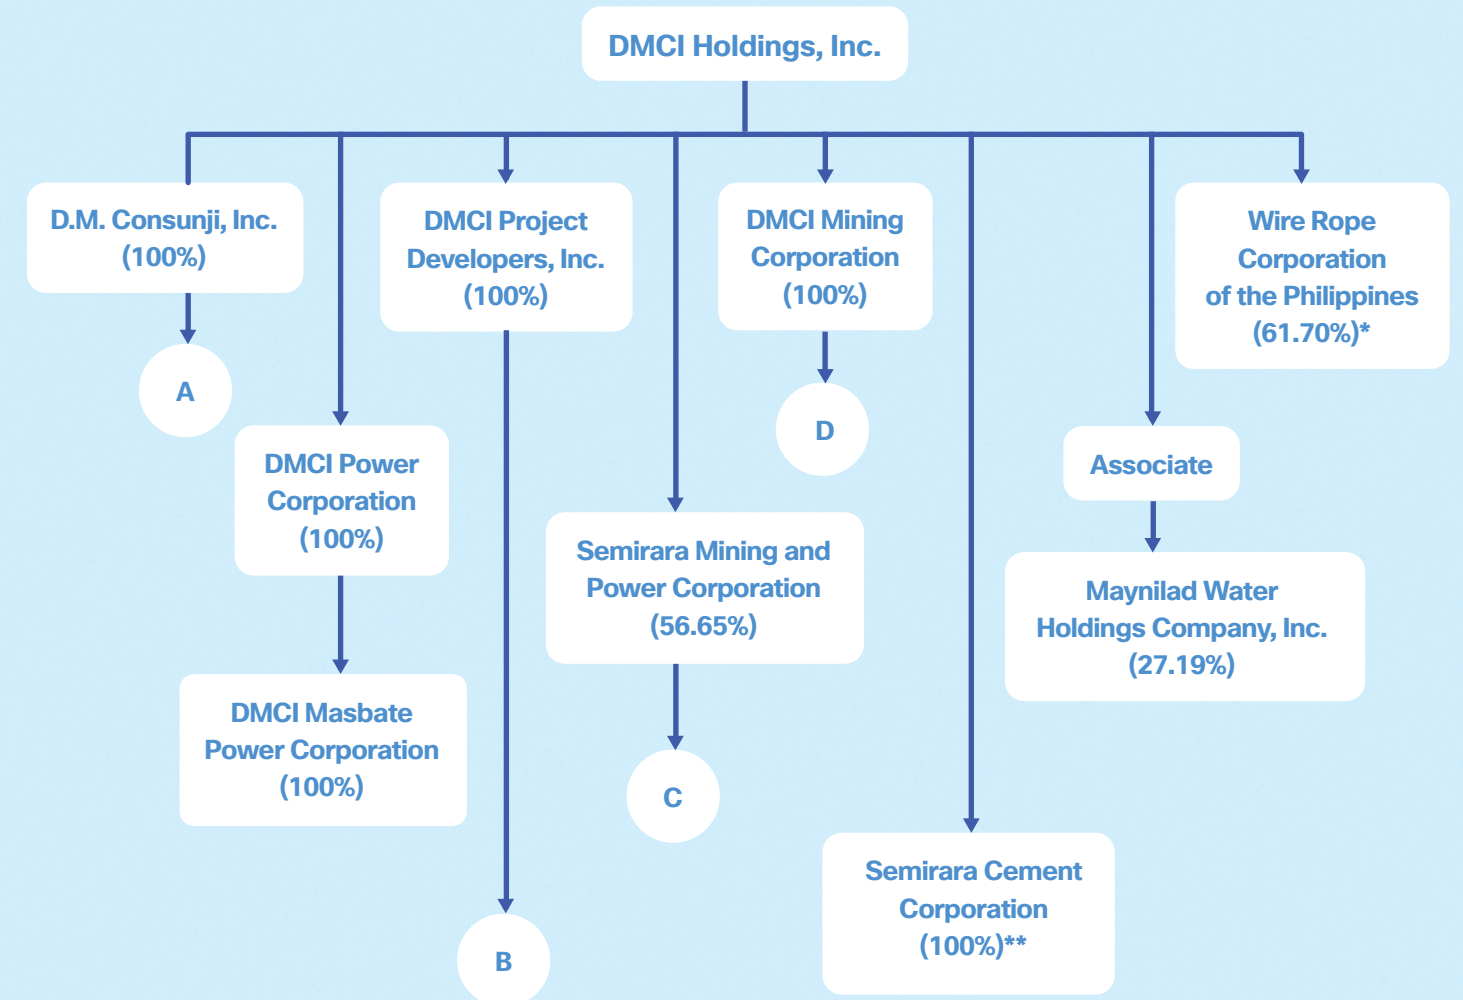 DMCI Holdings, Inc.
D.M. Consunji, Inc.
(100%)
A
DMCI Power
Corporation
(100%)
DMCI Masbate
Power Corporation
(100%)
DMCI Project
Developers, Inc.
(100%)
B
Semirara Mining and
Power Corporation
(56.65%)
C
DMCI Mining
Corporation
(100%)
D
Semirara Cement
Corporation
(100%)**
Associate
Maynilad Water
Holdings Company, Inc.
(27.19%)
Wire Rope
Corporation
of the Philippines
(61.70%)*